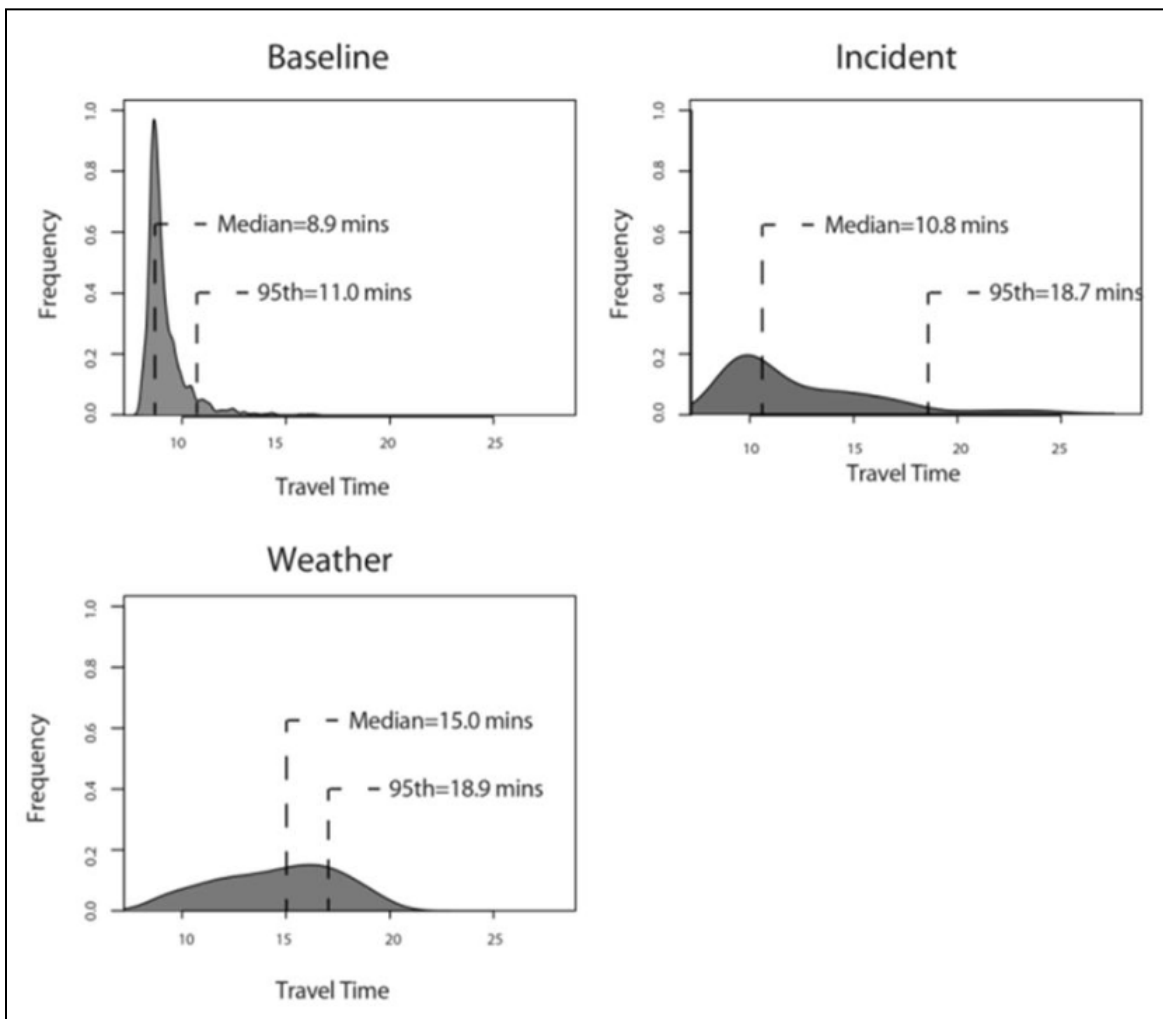 Baseline
1.0
0.8
0.6
0.4
0.2
0.0
Frequency
Median=8.9 mins
95th=11.0 mins
10 15 20 25
Travel Time
Incident
1.0
0.8
0.6
0.4
0.2
0.0
Frequency
Median=10.8 mins
95th=18.7 mins
10 15 20 25
Travel Time
Weather
1.0
0.8
0.6
0.4
0.2
0.0
Frequency
Median=15.0 mins
95th=18.9 mins
10 15 20 25
Travel Time